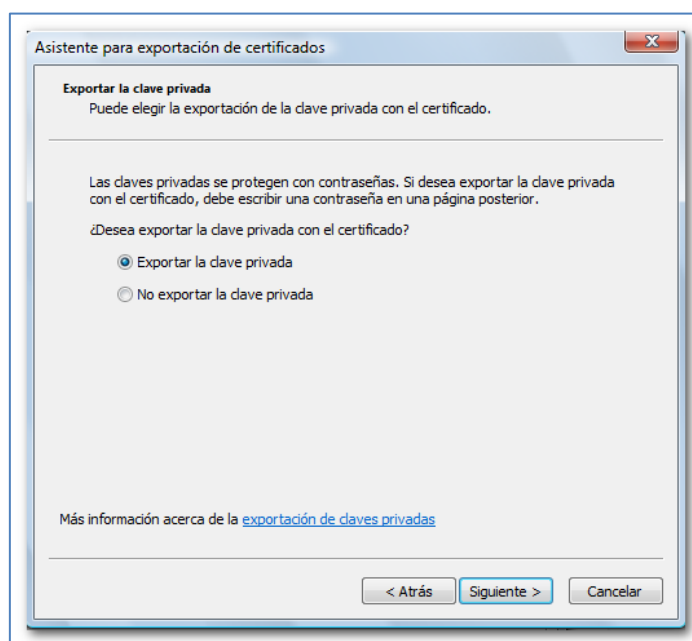 Asistente para exportación de certificados
Exportar la clave privada
Puede elegir la exportación de la clave privada con el certificado.
Las claves privadas se protegen con contraseñas. Si desea exportar la clave privada
con el certificado, debe escribir una contraseña en una página posterior.
¿Desea exportar la clave privada con el certificado?
Exportar la clave privada
No exportar la clave privada
Más información acerca de la exportación de claves privadas
< Atrás Siguiente > Cancelar